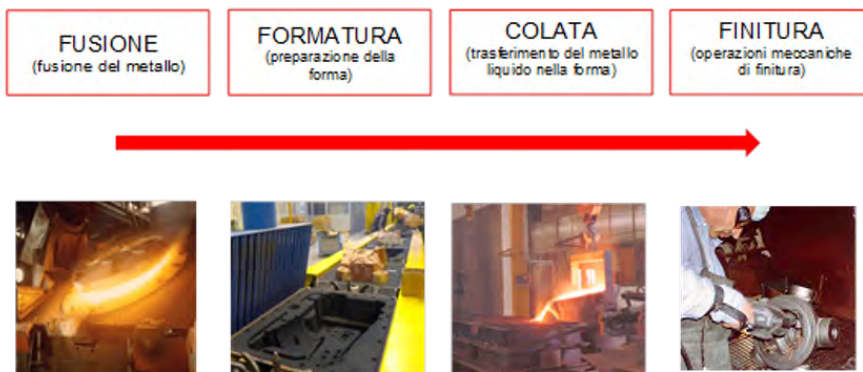 FUSIONE
(fusione del metallo)
FORMATURA
(preparazione della
forma)
COLATA
(trasferimento del metallo
liquido nella forma)
FINITURA
(operazioni meccaniche
di finitura)